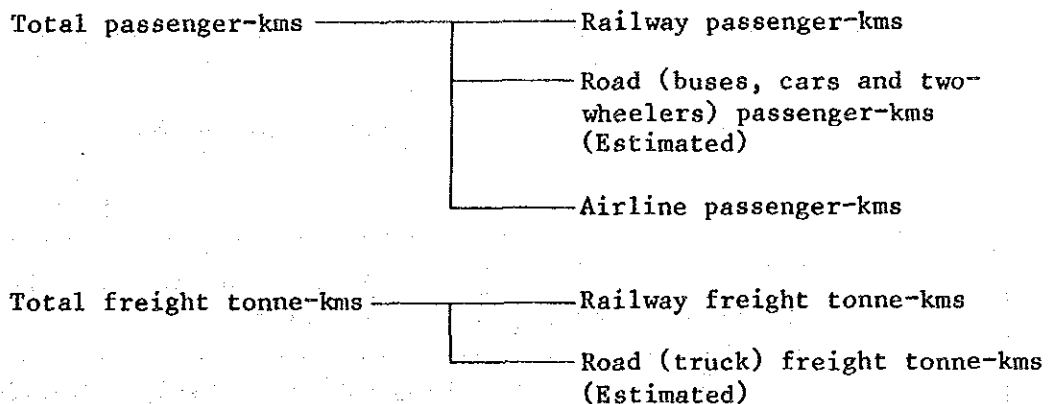 Total passenger-kms
Railway passenger-kms
Road (buses, cars and two-
wheelers) passenger-kms
(Estimated)
Airline passenger-kms
Total freight tonne-kms
Railway freight tonne-kms
Road (truck) freight tonne-kms
(Estimated)